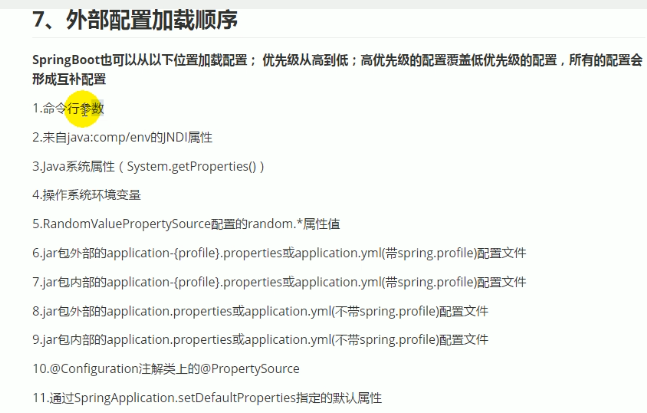 7、外部配置加载顺序
SpringBoot也可以从以下位置加载配置； 优先级从高到低；高优先级的配置覆盖低优先级的配置，所有的配置会
形成互补配置
1.命令行参数
2.来自java:comp/env的JNDI属性
3.Java系统属性（System.getProperties()）
4.操作系统环境变量
5.RandomValuePropertySource配置的random.*属性值
6.jar包外部的application-{profile}.properties或application.yml(带spring.profile)配置文件
7.jar包内部的application-{profile}.properties或application.yml(带spring.profile)配置文件
8.jar包外部的application.properties或application.yml(不带spring.profile)配置文件
9.jar包内部的application.properties或application.yml(不带spring.profile)配置文件
10.@Configuration注解类上的@PropertySource
11.通过SpringApplication.setDefaultProperties指定的默认属性